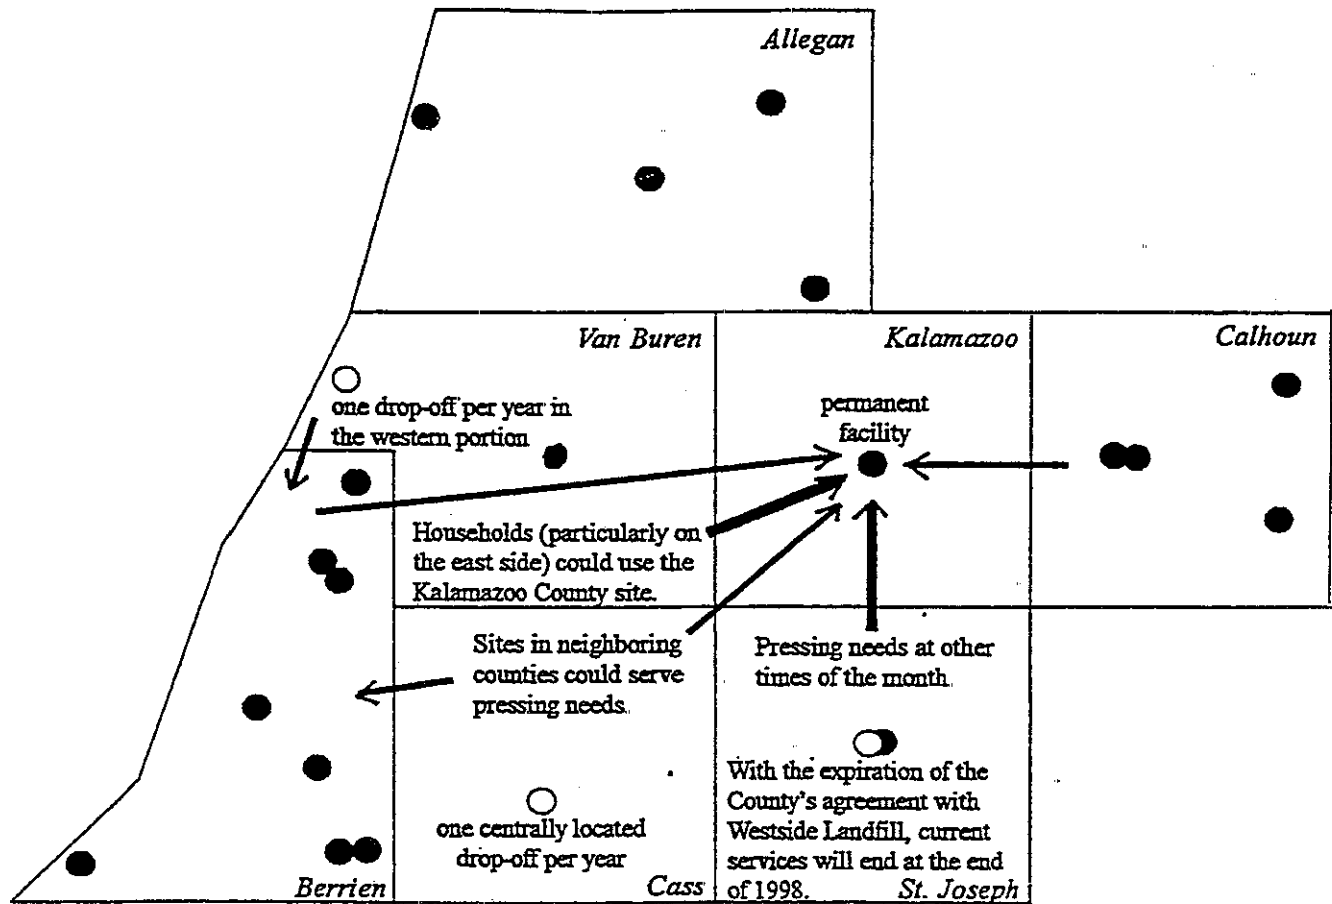 Allegan
Van Buren
Kalamazoo
Calhoun
one drop-off per year in
the western portion
permanent
facility
Households (particularly on
the east side) could use the
Kalamazoo County site.
Sites in neighboring
counties could serve
pressing needs.
Pressing needs at other
times of the month.
one centrally located
drop-off per year
With the expiration of the
County's agreement with
Westside Landfill, current
services will end at the end
of 1998.
Berrien
Cass
St. Joseph